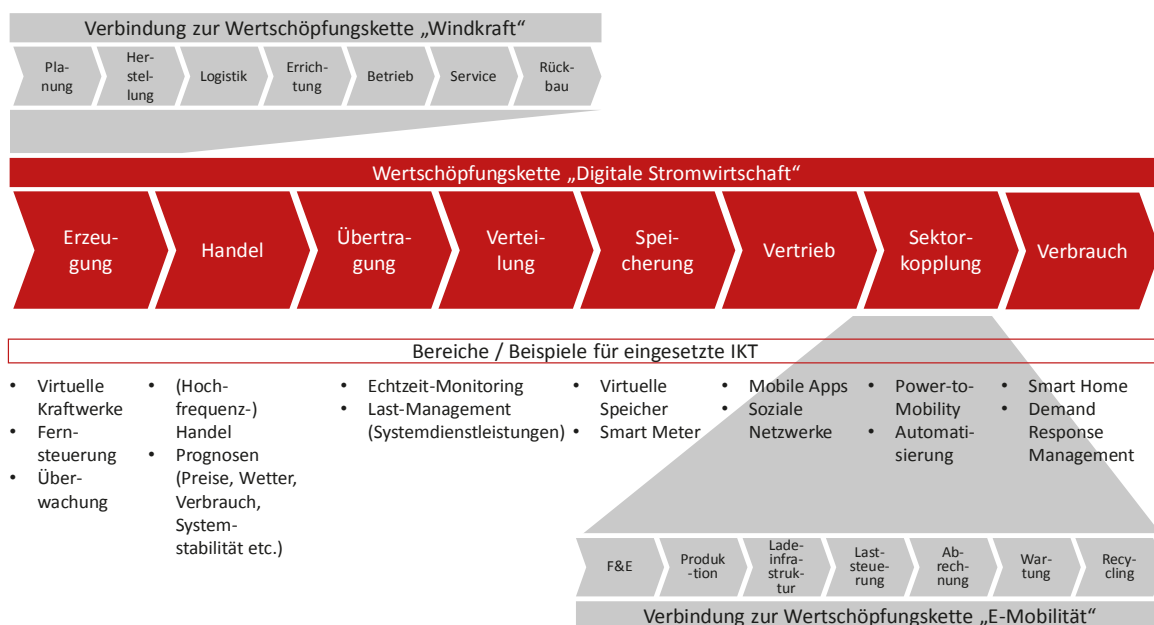 Verbindung zur Wertschöpfungskette „Windkraft“
Pla-
nung
Her-
stel-
lung
Logistik
Errich-
tung
Betrieb
Service
Rück-
bau
Wertschöpfungskette „Digitale Stromwirtschaft“
Erzeu-
gung
Handel
Übertra-
gung
Vertei-
lung
Spei-
cherung
Vertrieb
Sektor-
kopplung
Verbrauch
Bereiche / Beispiele für eingesetzte IKT
• Virtuelle
Kraftwerke
• Fern-
steuerung
• Über-
wachung
• (Hoch-
frequenz-)
Handel
• Prognosen
(Preise, Wetter,
Verbrauch,
System-
stabilität etc.)
• Echtzeit-Monitoring
• Last-Management
(Systemdienstleistungen)
• Virtuelle
Speicher
• Smart Meter
• Mobile Apps
• Soziale
Netzwerke
• Power-to-
Mobility
• Automati-
sierung
• Smart Home
• Demand
Response
Management
F&E
Produk
-tion
Lade-
infra-
struk-
tur
Last-
steue-
rung
Ab-
rech-
nung
War-
tung
Recy-
cling
Verbindung zur Wertschöpfungskette „E-Mobilität“